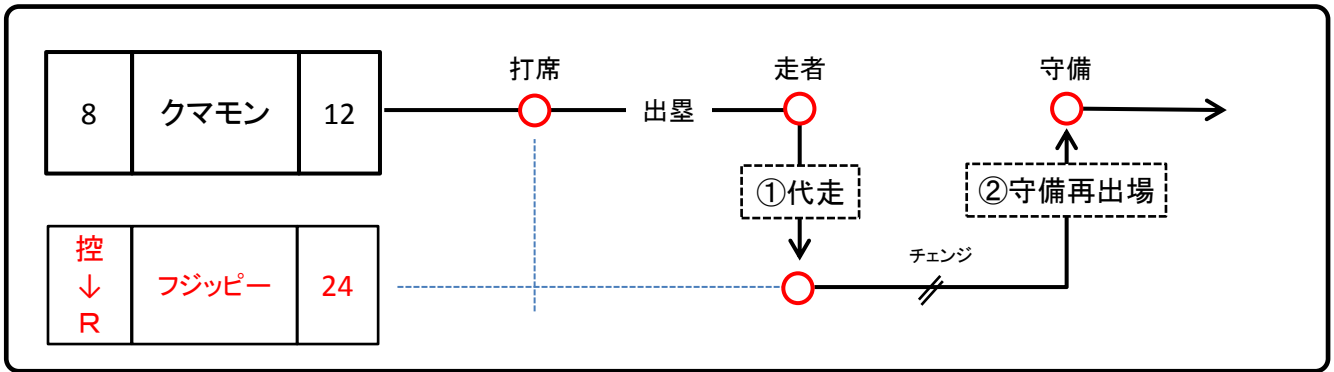 打席 走者 守備
8 クマモン 12 出塁
①代走 ②守備再出場
チェンジ
控
↓ フジッピー 24
R